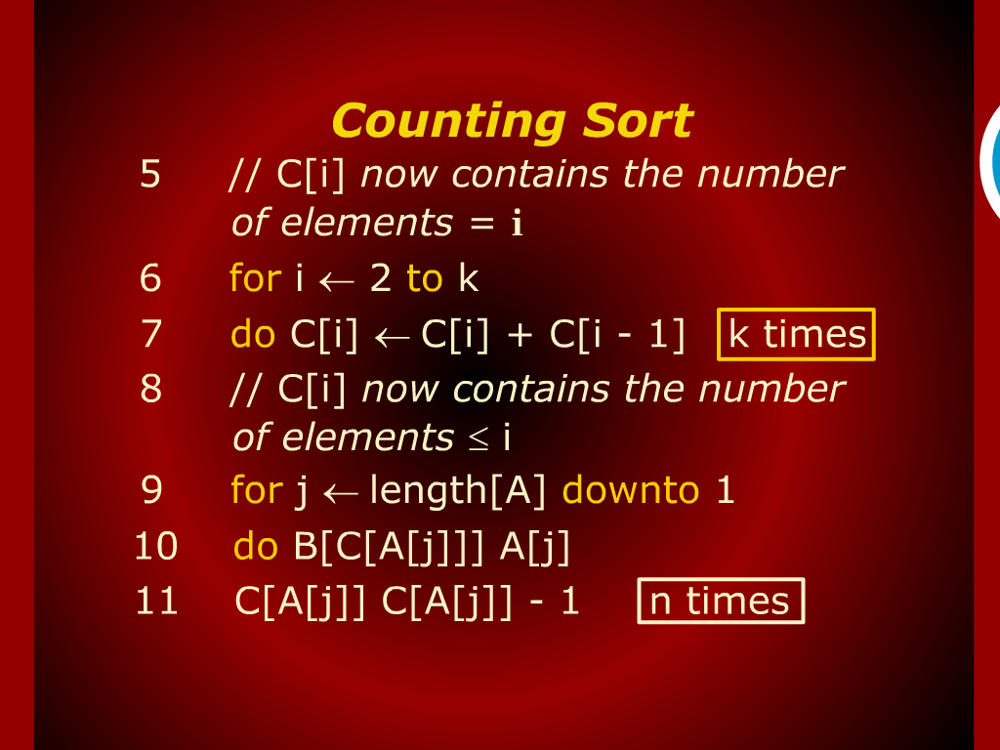 Counting Sort
5 // C[i] now contains the number
of elements = i
6 for i ← 2 to k
7 do C[i] ← C[i] + C[i - 1] k times
8 // C[i] now contains the number
of elements ≤ i
9 for j ← length[A] downto 1
10 do B[C[A[j]]] A[j]
11 C[A[j]] C[A[j]] - 1 n times